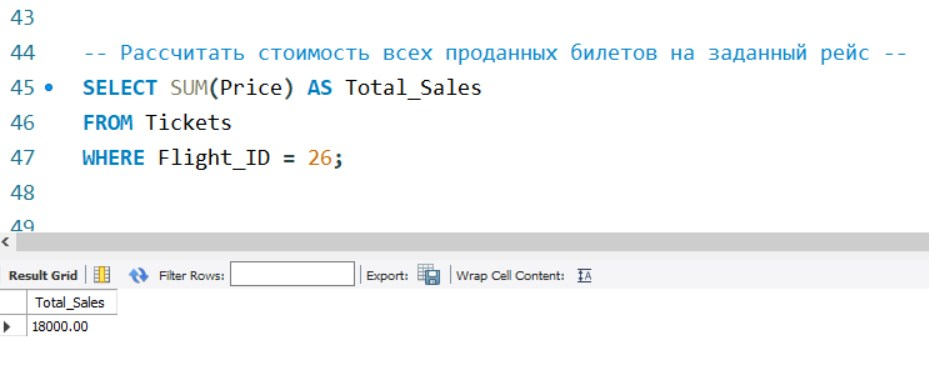 43
44 -- Рассчитать стоимость всех проданных билетов на заданный рейс --
45 SELECT SUM(Price) AS Total_Sales
46 FROM Tickets
47 WHERE Flight_ID = 26;
48
49
Result Grid Filter Rows: Export: Wrap Cell Content: IA
Total_Sales
18000.00